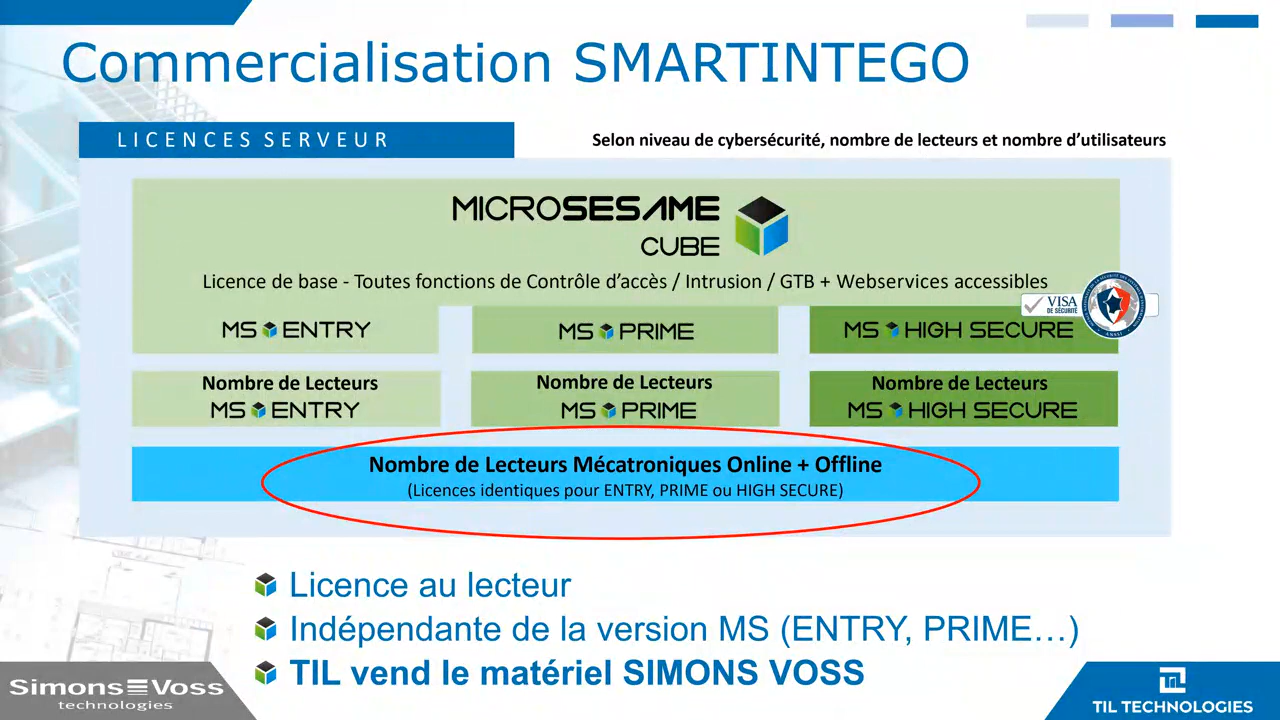 Commercialisation SMARTINTEGO
LICENCES SERVEUR
Selon niveau de cybersécurité, nombre de lecteurs et nombre d'utilisateurs
MICROSESAME
CUBE
Licence de base - Toutes fonctions de Contrôle d'accès / Intrusion / GTB + Webservices accessibles
VISA
DE SÉCURITÉ
MS ENTRY
MS PRIME
MS HIGH SECURE
Nombre de Lecteurs
MS ENTRY
Nombre de Lecteurs
MS PRIME
Nombre de Lecteurs
MS HIGH SECURE
Nombre de Lecteurs Mécatroniques Online + Offline
(Licences identiques pour ENTRY, PRIME ou HIGH SECURE)
Licence au lecteur
Indépendante de la version MS (ENTRY, PRIME…)
TIL vend le matériel SIMONS VOSS
Simons Voss
technologies
TIL TECHNOLOGIES